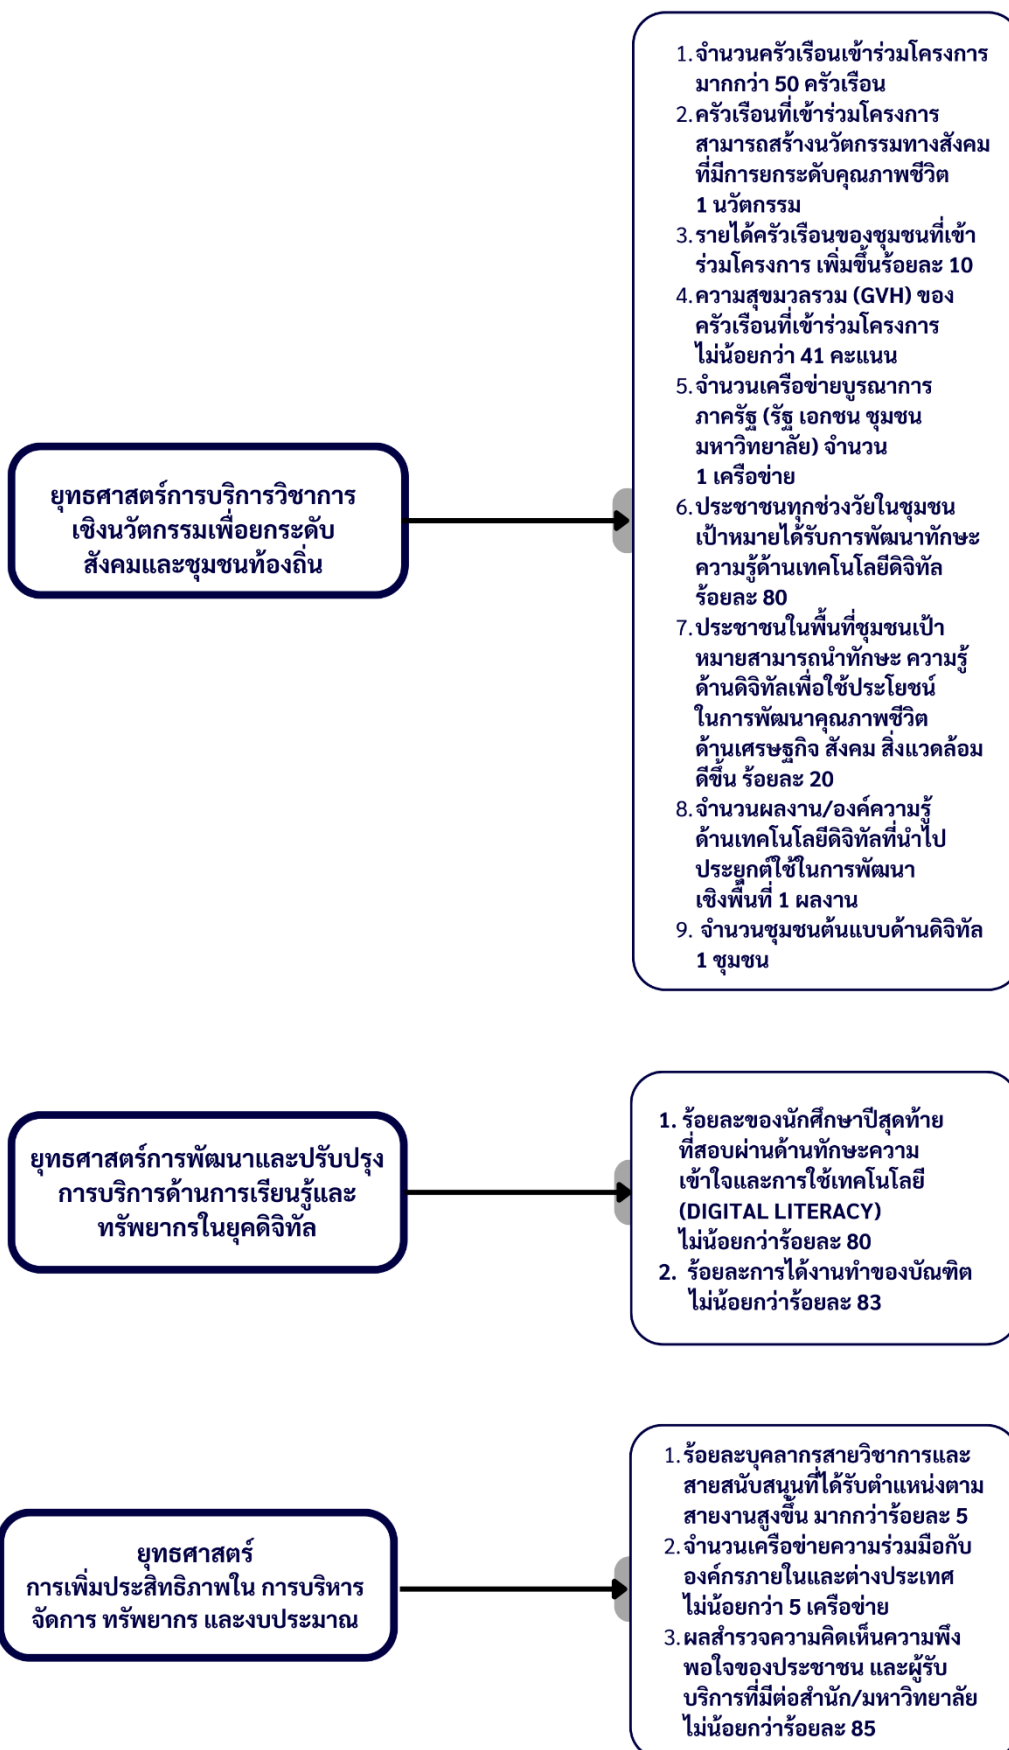 ยุทธศาสตร์การบริการวิชาการ
เชิงนวัตกรรมเพื่อยกระดับ
สังคมและชุมชนท้องถิ่น
1. จำนวนครัวเรือนเข้าร่วมโครงการ
มากกว่า 50 ครัวเรือน
2. ครัวเรือนที่เข้าร่วมโครงการ
สามารถสร้างนวัตกรรมทางสังคม
ที่มีการยกระดับคุณภาพชีวิต
1 นวัตกรรม
3. รายได้ครัวเรือนของชุมชนที่เข้า
ร่วมโครงการ เพิ่มขึ้นร้อยละ 10
4. ความสุขมวลรวม (GVH) ของ
ครัวเรือนที่เข้าร่วมโครงการ
ไม่น้อยกว่า 41 คะแนน
5. จำนวนเครือข่ายบูรณาการ
ภาครัฐ (รัฐ เอกชน ชุมชน
มหาวิทยาลัย) จำนวน
1 เครือข่าย
6. ประชาชนทุกช่วงวัยในชุมชน
เป้าหมายได้รับการพัฒนาทักษะ
ความรู้ด้านเทคโนโลยีดิจิทัล
ร้อยละ 80
7. ประชาชนในพื้นที่ชุมชนเป้า
หมายสามารถนำทักษะ ความรู้
ด้านดิจิทัลเพื่อใช้ประโยชน์
ในการพัฒนาคุณภาพชีวิต
ด้านเศรษฐกิจ สังคม สิ่งแวดล้อม
ดีขึ้น ร้อยละ 20
8. จำนวนผลงาน/องค์ความรู้
ด้านเทคโนโลยีดิจิทัลที่นำไป
ประยุกต์ใช้ในการพัฒนา
เชิงพื้นที่ 1 ผลงาน
9. จำนวนชุมชนต้นแบบด้านดิจิทัล
1 ชุมชน
ยุทธศาสตร์การพัฒนาและปรับปรุง
การบริการด้านการเรียนรู้และ
ทรัพยากรในยุคดิจิทัล
1. ร้อยละของนักศึกษาปีสุดท้าย
ที่สอบผ่านด้านทักษะความ
เข้าใจและการใช้เทคโนโลยี
(DIGITAL LITERACY)
ไม่น้อยกว่าร้อยละ 80
2. ร้อยละการได้งานทำของบัณฑิต
ไม่น้อยกว่าร้อยละ 83
ยุทธศาสตร์
การเพิ่มประสิทธิภาพใน การบริหาร
จัดการ ทรัพยากร และงบประมาณ
1. ร้อยละบุคลากรสายวิชาการและ
สายสนับสนุนที่ได้รับตำแหน่งตาม
สายงานสูงขึ้น มากกว่าร้อยละ 5
2. จำนวนเครือข่ายความร่วมมือกับ
องค์กรภายในและต่างประเทศ
ไม่น้อยกว่า 5 เครือข่าย
3. ผลสำรวจความคิดเห็นความพึง
พอใจของประชาชน และผู้รับ
บริการที่มีต่อสำนัก/มหาวิทยาลัย
ไม่น้อยกว่าร้อยละ 85